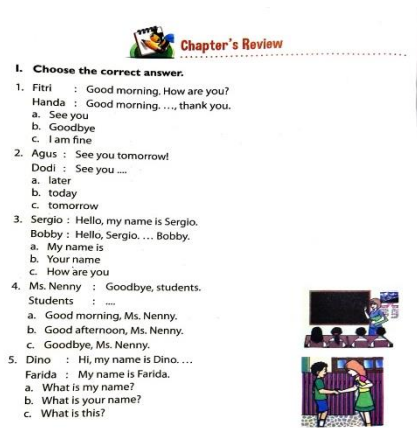 Chapter's Review
I. Choose the correct answer.
1. Fitri : Good morning. How are you?
Handa : Good morning. ..., thank you.
a. See you
b. Goodbye
c. I am fine
2. Agus : See you tomorrow!
Dodi : See you ....
a. later
b. today
c. tomorrow
3. Sergio : Hello, my name is Sergio.
Bobby : Hello, Sergio. ... Bobby.
a. My name is
b. Your name
c. How are you
4. Ms. Nenny : Goodbye, students.
Students : ....
a. Good morning, Ms. Nenny.
b. Good afternoon, Ms. Nenny.
c. Goodbye, Ms. Nenny.
5. Dino : Hi, my name is Dino. ...
Farida : My name is Farida.
a. What is my name?
b. What is your name?
c. What is this?